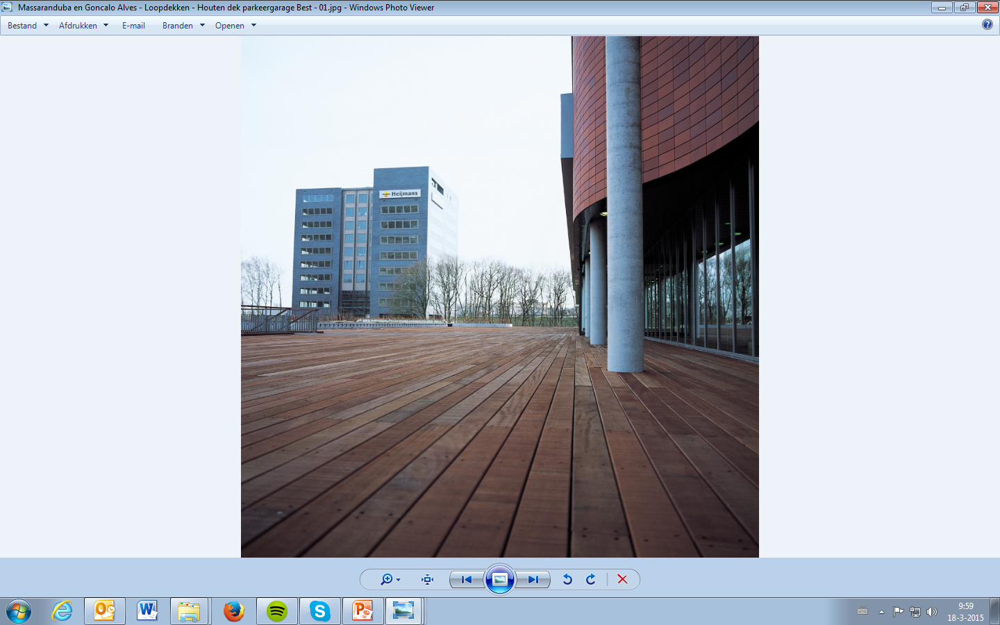 Massaranduba en Goncalo Alves - Loopdekken - Houten dek parkeergarage Best - 01.jpg - Windows Photo Viewer
Bestand Afdrukken E-mail Branden Openen
Heijmans
9:59
18-3-2015